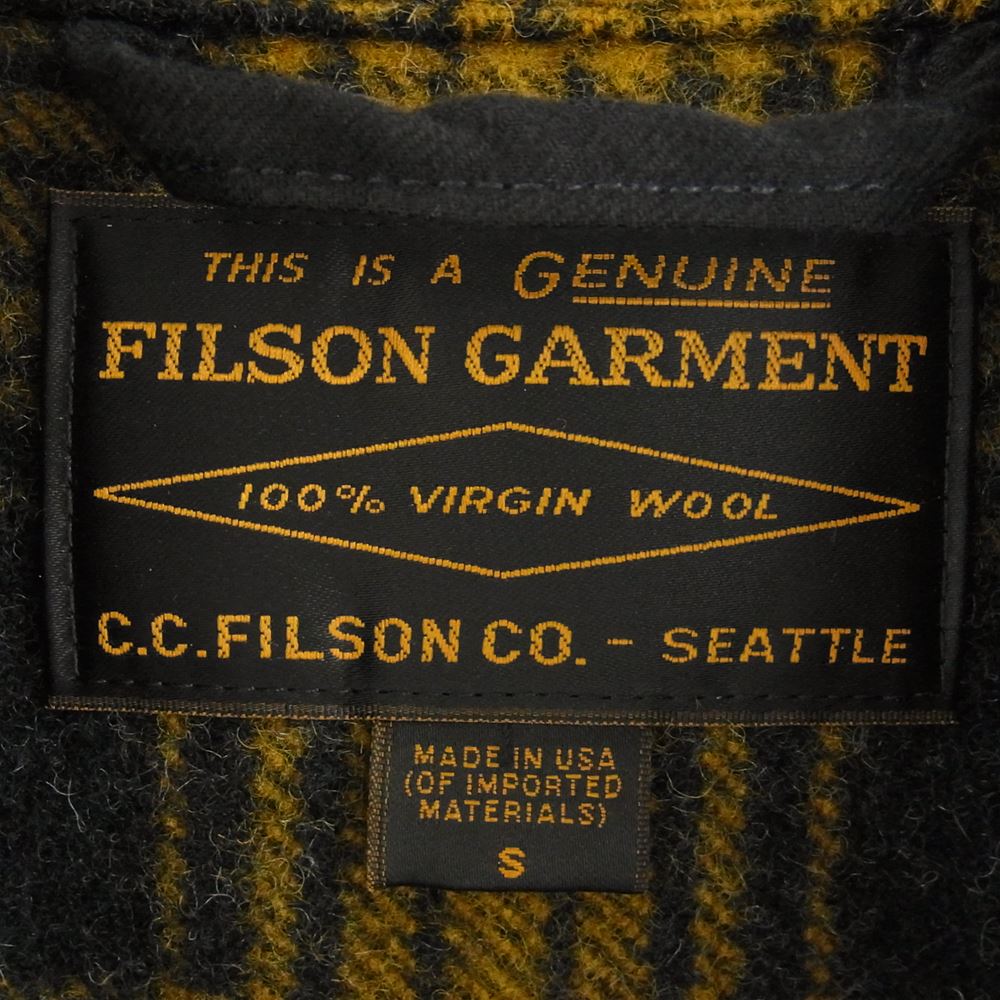 THIS IS A GENUINE
FILSON GARMENT
100% VIRGIN WOOL
C.C. FILSON CO. - SEATTLE
MADE IN USA
(OF IMPORTED
MATERIALS)
S